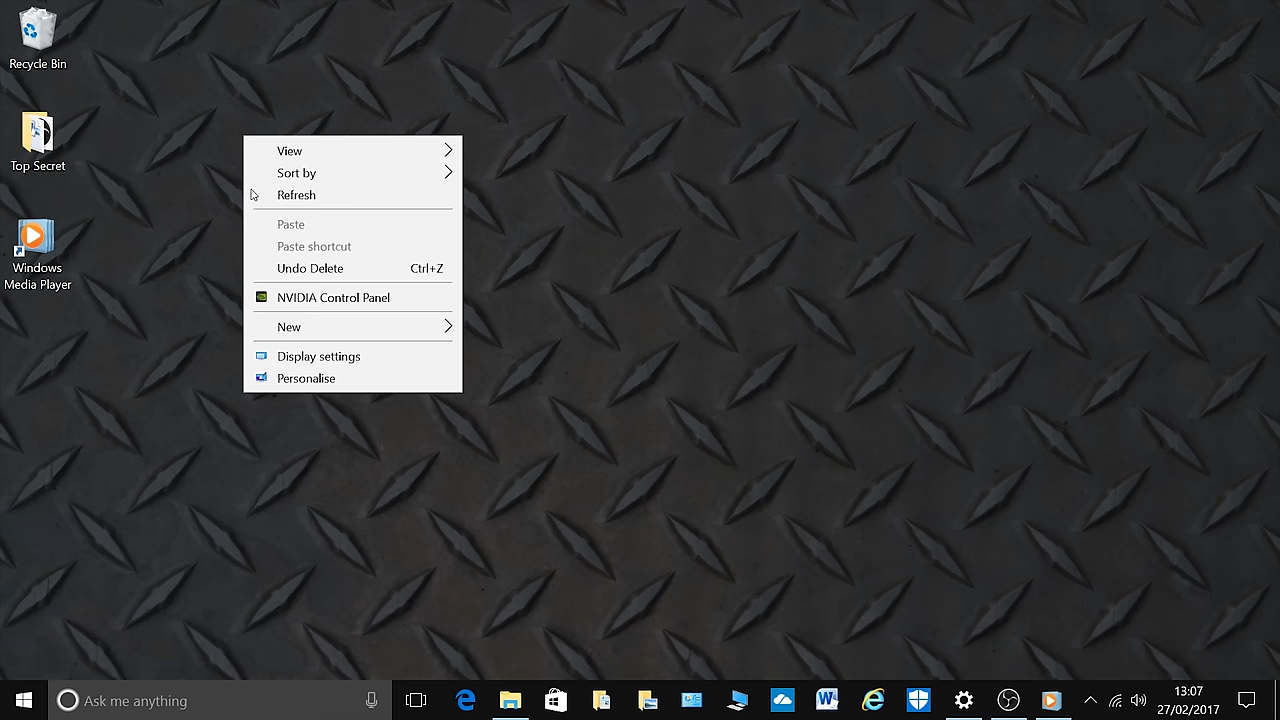 Recycle Bin
Top Secret
Windows
Media Player
View
Sort by
Refresh
Paste
Paste shortcut
Undo Delete Ctrl+Z
NVIDIA Control Panel
New
Display settings
Personalise
Ask me anything
13:07
27/02/2017